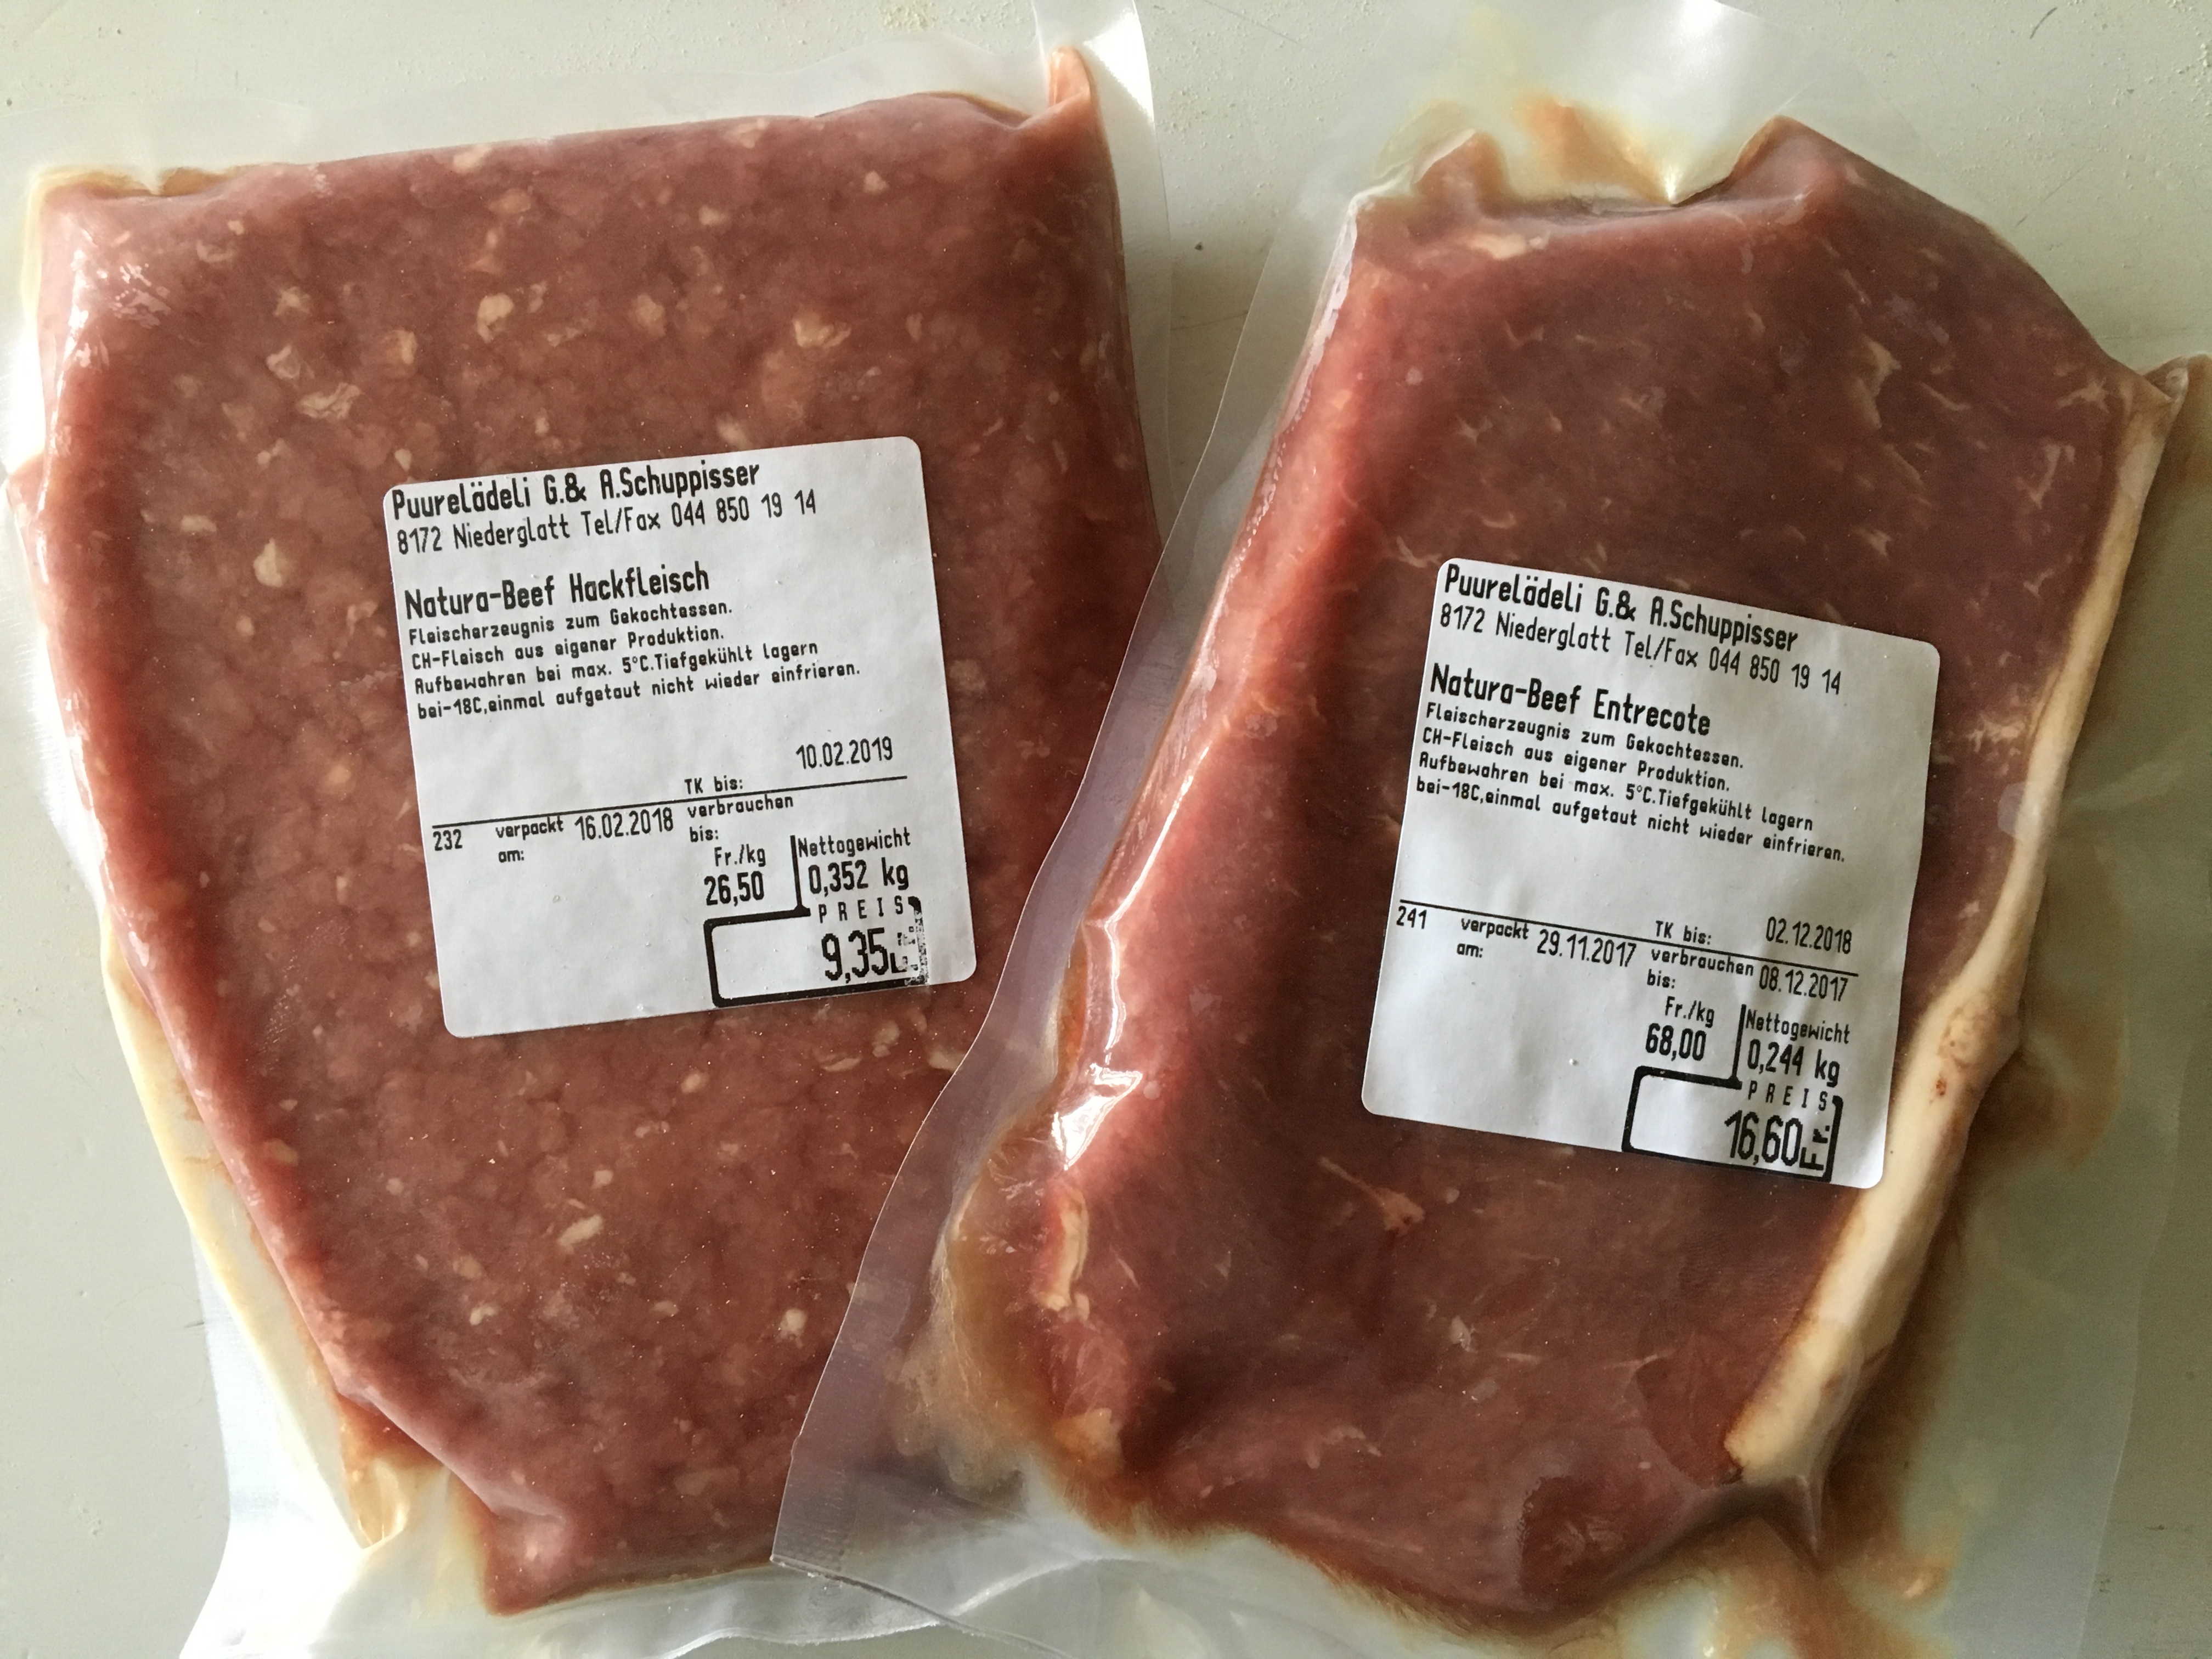 Puurelädeli G.& A.Schuppisser
8172 Niederglatt Tel/Fax 044 850 19 14
Natura-Beef Hackfleisch
Fleischerzeugnis zum Gekochtessen.
CH-Fleisch aus eigener Produktion.
Aufbewahren bei max. 5°C.Tiefgekühlt lagern
bei-18C,einmal aufgetaut nicht wieder einfrieren.
TK bis: 10.02.2019
232 verpackt am: 16.02.2018 verbrauchen bis:
Fr./kg Nettogewicht
26,50 0,352 kg
PREIS
9,35
Puurelädeli G.& A.Schuppisser
8172 Niederglatt Tel/Fax 044 850 19 14
Natura-Beef Entrecote
Fleischerzeugnis zum Gekochtessen.
CH-Fleisch aus eigener Produktion.
Aufbewahren bei max. 5°C.Tiefgekühlt lagern
bei-18C,einmal aufgetaut nicht wieder einfrieren.
TK bis: 02.12.2018
241 verpackt am: 29.11.2017 verbrauchen bis: 08.12.2017
Fr./kg Nettogewicht
68,00 0,244 kg
PREIS
16,60 Fr.